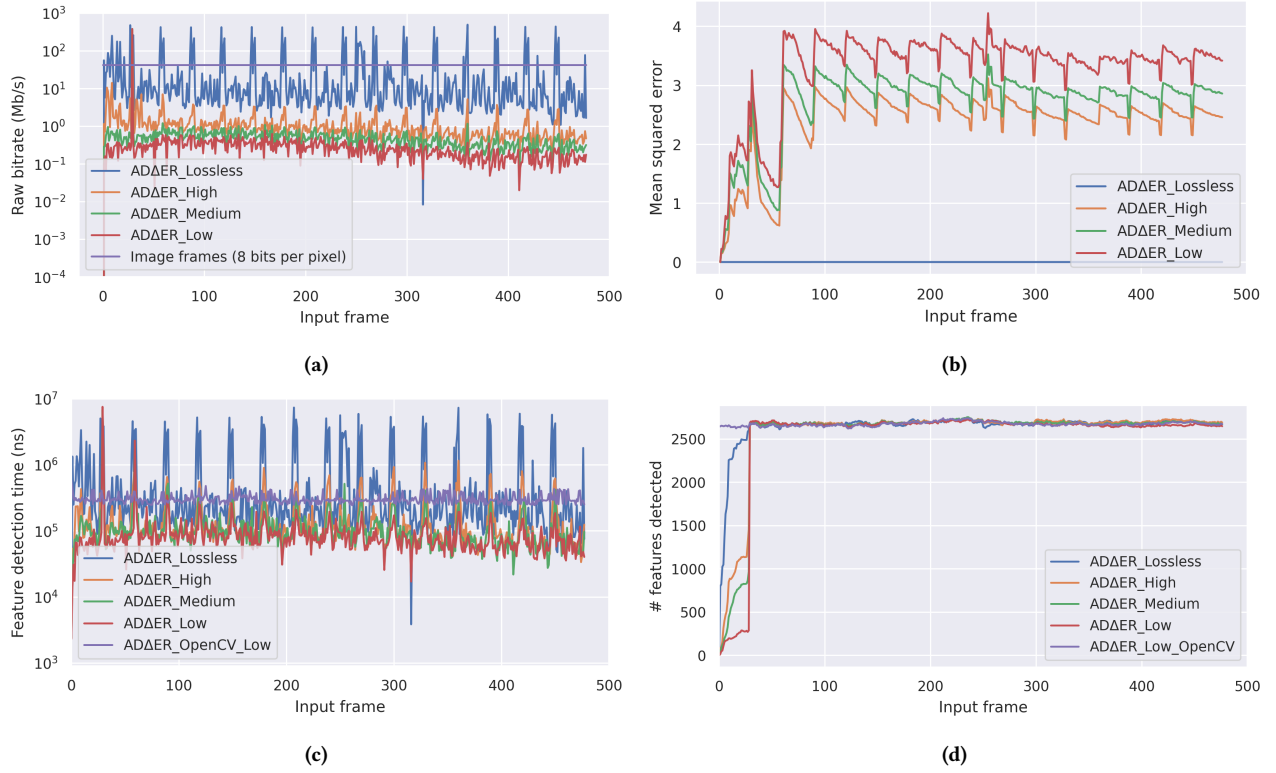 Raw bitrate (Mb/s)
10³
10²
10¹
10⁰
10⁻¹
10⁻²
10⁻³
10⁻⁴
ADΔER_Lossless
ADΔER_High
ADΔER_Medium
ADΔER_Low
Image frames (8 bits per pixel)
0 100 200 300 400 500
Input frame
(a)
Mean squared error
4
3
2
1
0
ADΔER_Lossless
ADΔER_High
ADΔER_Medium
ADΔER_Low
0 100 200 300 400 500
Input frame
(b)
Feature detection time (ns)
10⁷
10⁶
10⁵
10⁴
10³
ADΔER_Lossless
ADΔER_High
ADΔER_Medium
ADΔER_Low
ADΔER_OpenCV_Low
0 100 200 300 400 500
Input frame
(c)
# features detected
2500
2000
1500
1000
500
0
ADΔER_Lossless
ADΔER_High
ADΔER_Medium
ADΔER_Low
ADΔER_Low_OpenCV
0 100 200 300 400 500
Input frame
(d)